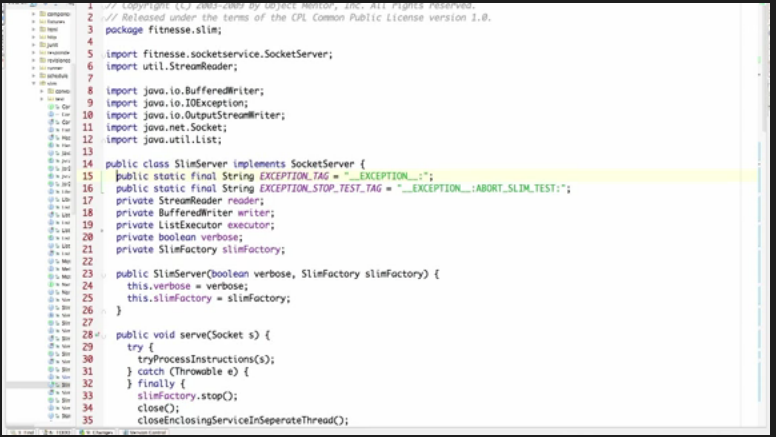 1 // Copyright (C) 2003-2009 by Object Mentor, Inc. All rights reserved.
2 // Released under the terms of the CPL Common Public License version 1.0.
3 package fitnesse.slim;
4
5 import fitnesse.socketservice.SocketServer;
6 import util.StreamReader;
7
8 import java.io.BufferedWriter;
9 import java.io.IOException;
10 import java.io.OutputStreamWriter;
11 import java.net.Socket;
12 import java.util.List;
13
14 public class SlimServer implements SocketServer {
15 public static final String EXCEPTION_TAG = "__EXCEPTION__:";
16 public static final String EXCEPTION_STOP_TEST_TAG = "__EXCEPTION__:ABORT_SLIM_TEST:";
17 private StreamReader reader;
18 private BufferedWriter writer;
19 private ListExecutor executor;
20 private boolean verbose;
21 private SlimFactory slimFactory;
22
23 public SlimServer(boolean verbose, SlimFactory slimFactory) {
24 this.verbose = verbose;
25 this.slimFactory = slimFactory;
26 }
27
28 public void serve(Socket s) {
29 try {
30 tryProcessInstructions(s);
31 } catch (Throwable e) {
32 } finally {
33 slimFactory.stop();
34 close();
35 closeEnclosingServiceInSeperateThread();